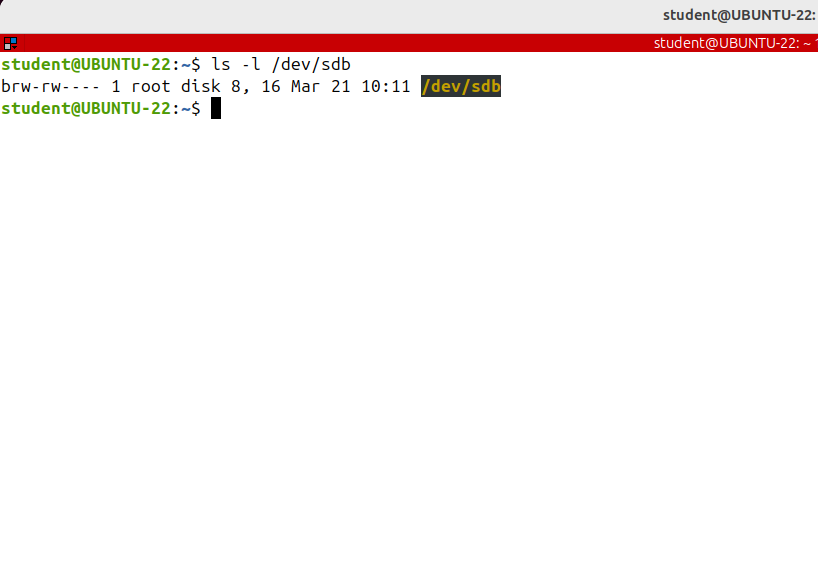 student@UBUNTU-22:
student@UBUNTU-22: ~ 1
student@UBUNTU-22:~$ ls -l /dev/sdb
brw-rw---- 1 root disk 8, 16 Mar 21 10:11 /dev/sdb
student@UBUNTU-22:~$